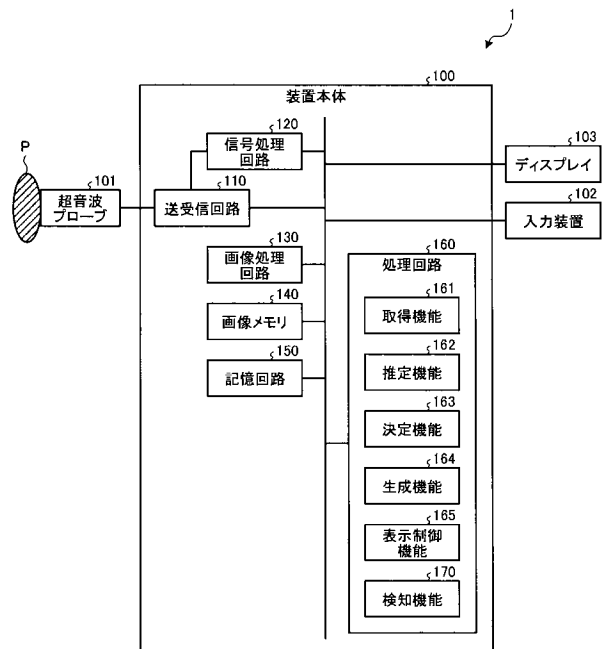 1
100
装置本体
120
信号処理
回路
103
ディスプレイ
P
101
超音波
プローブ
110
送受信回路
102
入力装置
130
画像処理
回路
160
処理回路
140
画像メモリ
161
取得機能
150
記憶回路
162
推定機能
163
決定機能
164
生成機能
165
表示制御
機能
170
検知機能